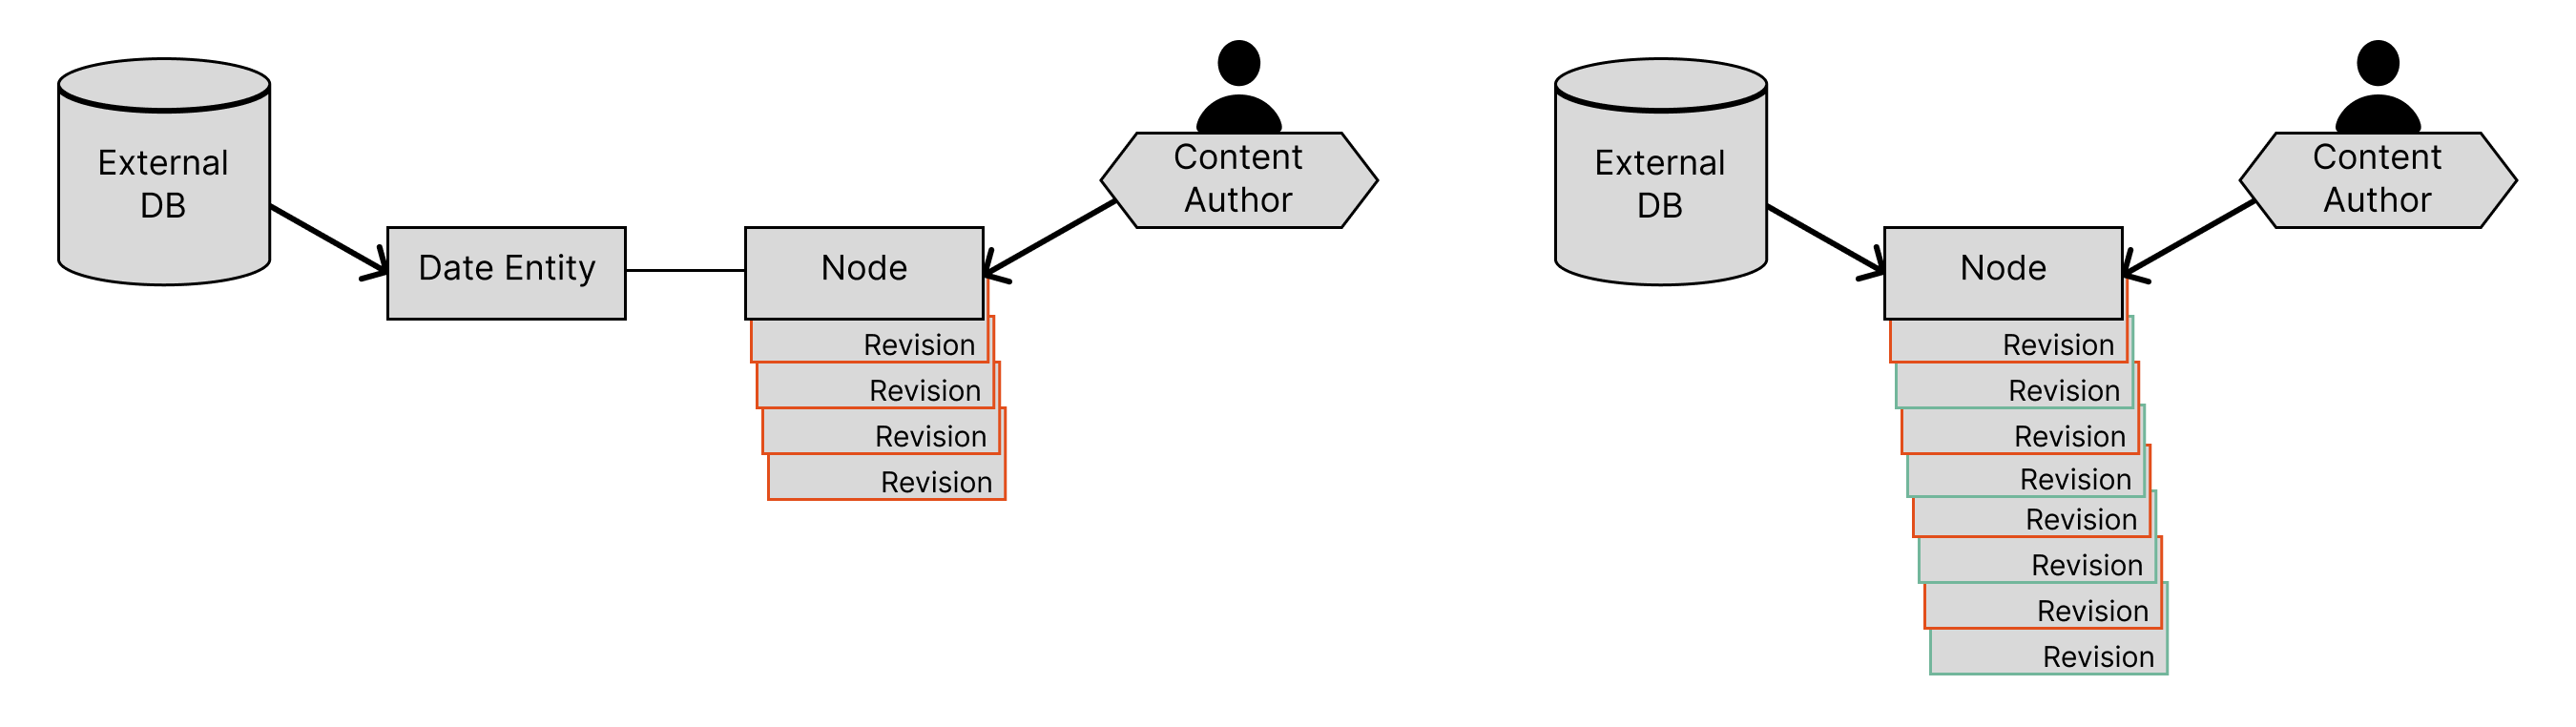 External
DB
Date Entity
Node
Content
Author
Revision
Revision
Revision
Revision
External
DB
Node
Content
Author
Revision
Revision
Revision
Revision
Revision
Revision
Revision
Revision